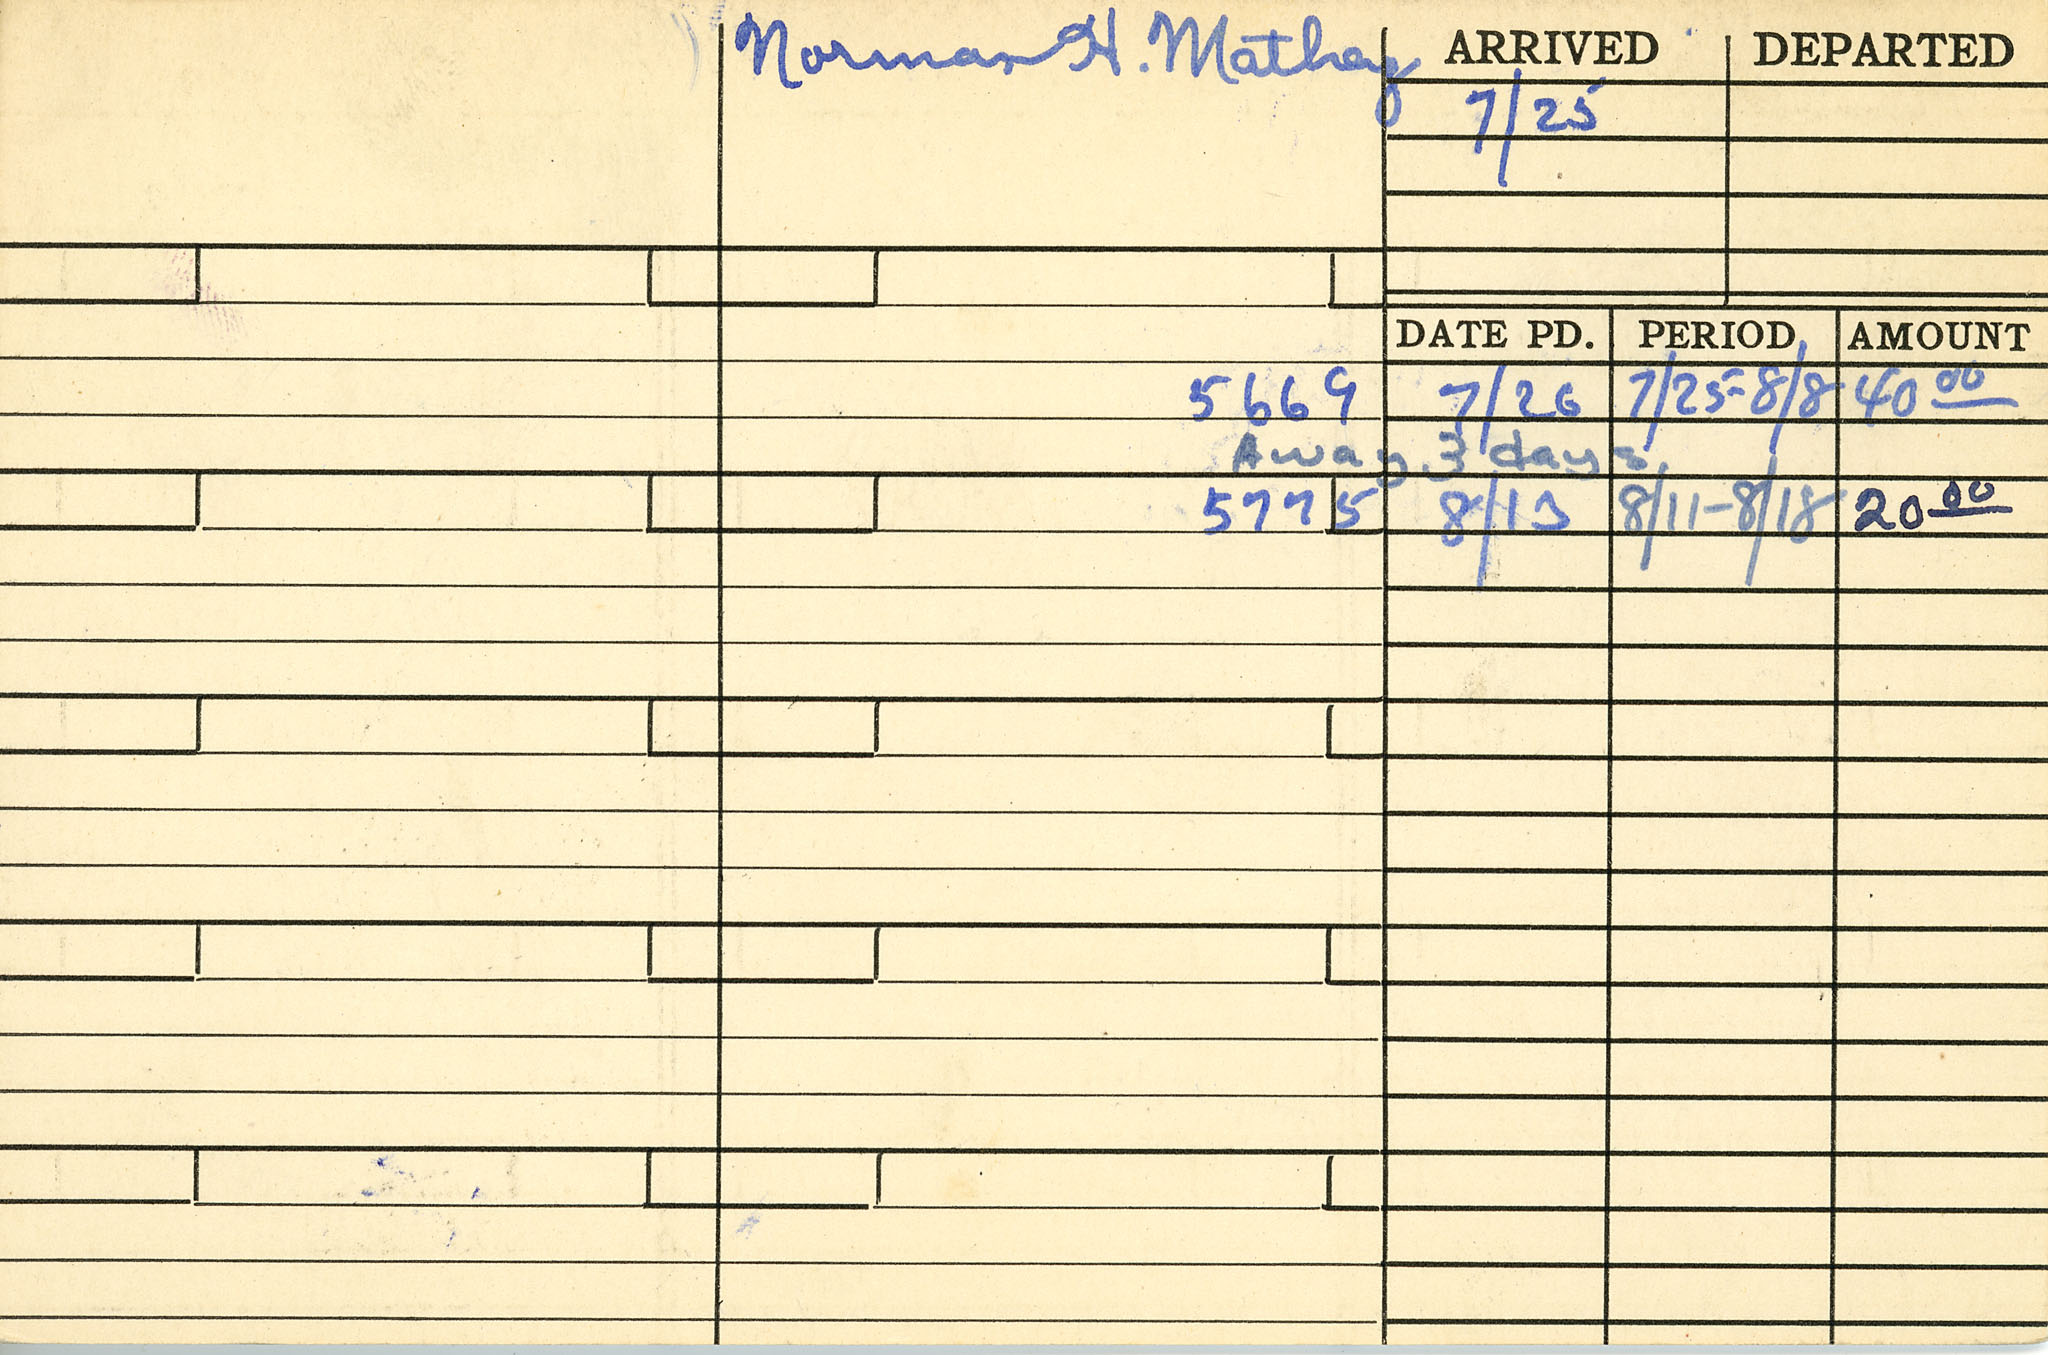 Norman H. Mathay ARRIVED DEPARTED
7/25
DATE PD. PERIOD AMOUNT
5669 7/26 7/25-8/8 40 00
Away 3 days.
5775 8/13 8/11-8/18 20 00